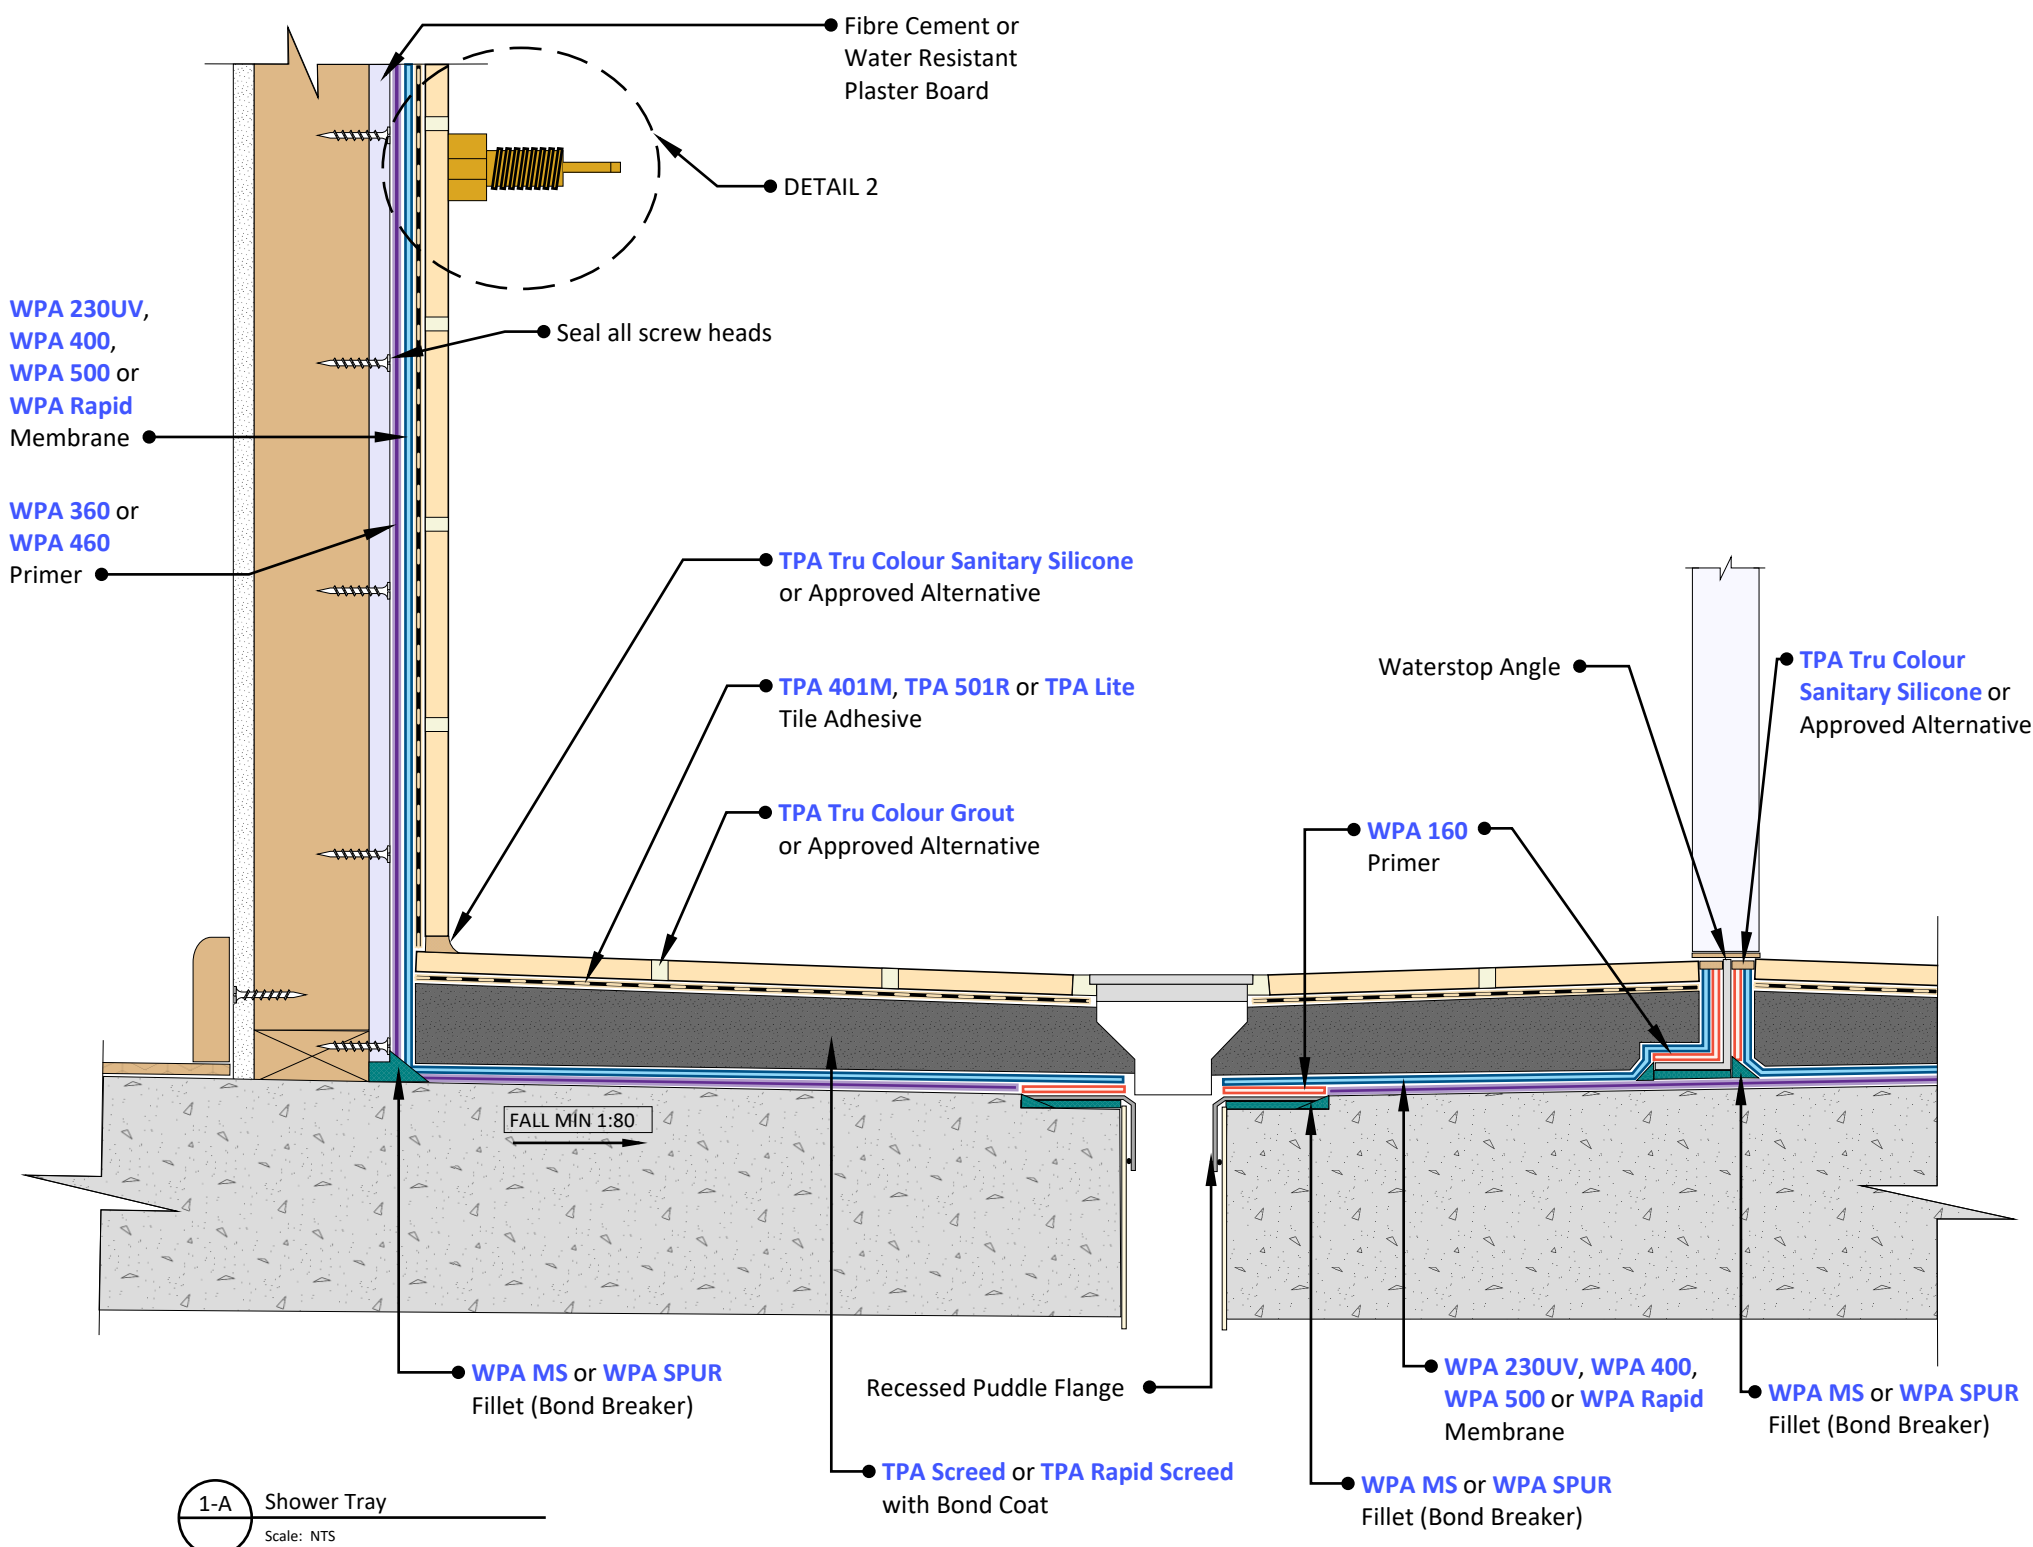 Fibre Cement or
Water Resistant
Plaster Board
DETAIL 2
WPA 230UV,
WPA 400,
WPA 500 or
WPA Rapid
Membrane
Seal all screw heads
WPA 360 or
WPA 460
Primer
TPA Tru Colour Sanitary Silicone
or Approved Alternative
TPA 401M, TPA 501R or TPA Lite
Tile Adhesive
TPA Tru Colour Grout
or Approved Alternative
Waterstop Angle
TPA Tru Colour
Sanitary Silicone or
Approved Alternative
WPA 160
Primer
FALL MIN 1:80
WPA MS or WPA SPUR
Fillet (Bond Breaker)
Recessed Puddle Flange
WPA 230UV, WPA 400,
WPA 500 or WPA Rapid
Membrane
WPA MS or WPA SPUR
Fillet (Bond Breaker)
TPA Screed or TPA Rapid Screed
with Bond Coat
WPA MS or WPA SPUR
Fillet (Bond Breaker)
1-A Shower Tray
Scale: NTS